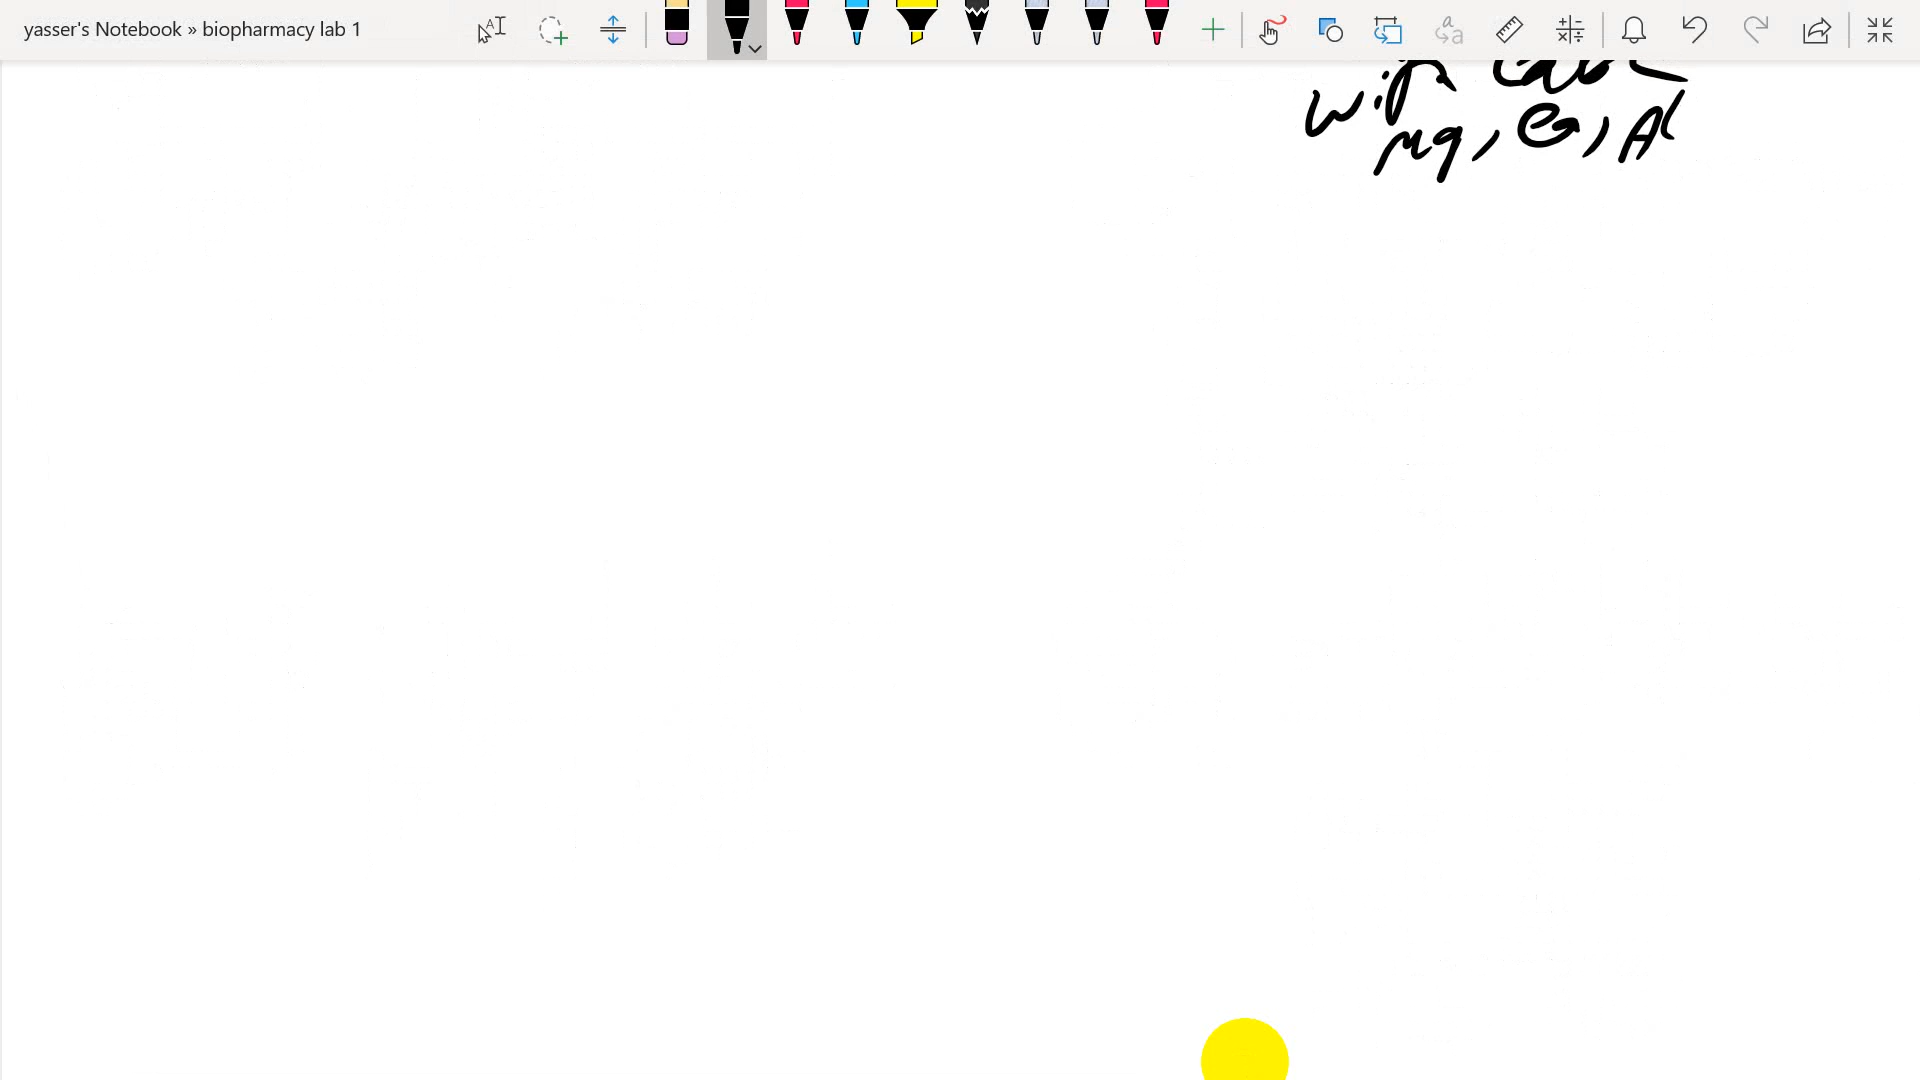 yasser's Notebook » biopharmacy lab 1
with
Mg, Ca, Al